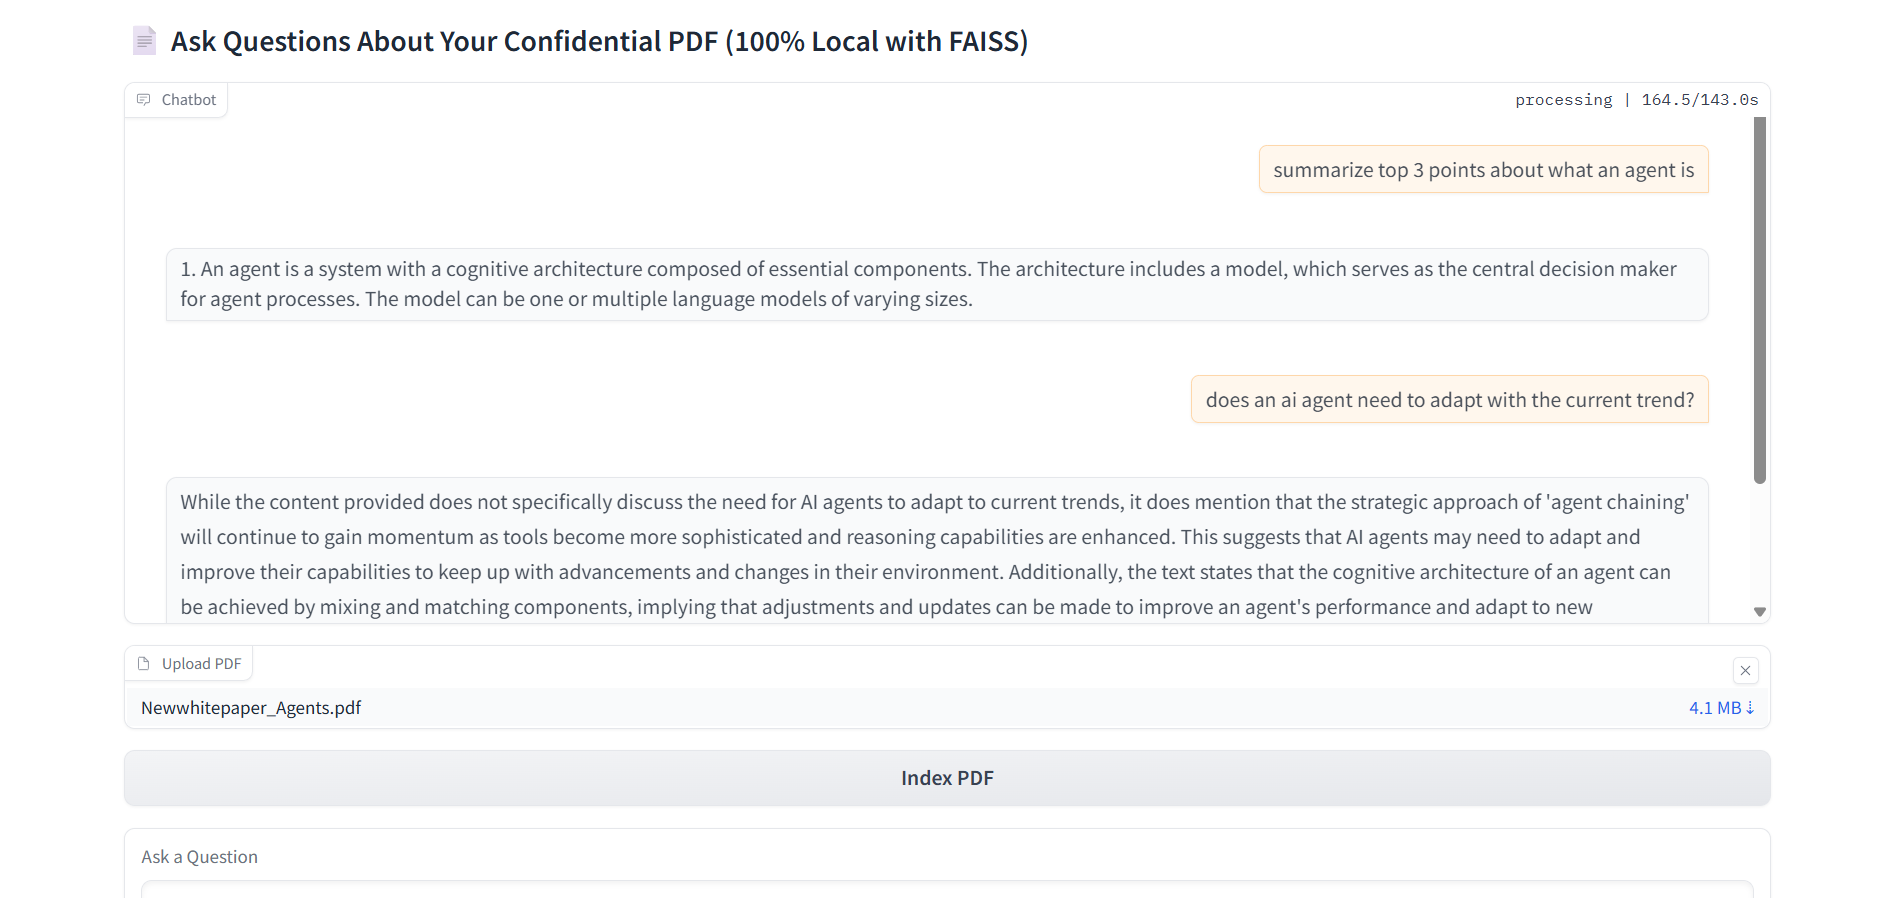 Ask Questions About Your Confidential PDF (100% Local with FAISS)
Chatbot
processing | 164.5/143.0s
summarize top 3 points about what an agent is
1. An agent is a system with a cognitive architecture composed of essential components. The architecture includes a model, which serves as the central decision maker
for agent processes. The model can be one or multiple language models of varying sizes.
does an ai agent need to adapt with the current trend?
While the content provided does not specifically discuss the need for AI agents to adapt to current trends, it does mention that the strategic approach of 'agent chaining'
will continue to gain momentum as tools become more sophisticated and reasoning capabilities are enhanced. This suggests that AI agents may need to adapt and
improve their capabilities to keep up with advancements and changes in their environment. Additionally, the text states that the cognitive architecture of an agent can
be achieved by mixing and matching components, implying that adjustments and updates can be made to improve an agent's performance and adapt to new
Upload PDF
Newwhitepaper_Agents.pdf
4.1 MB ⇣
Index PDF
Ask a Question